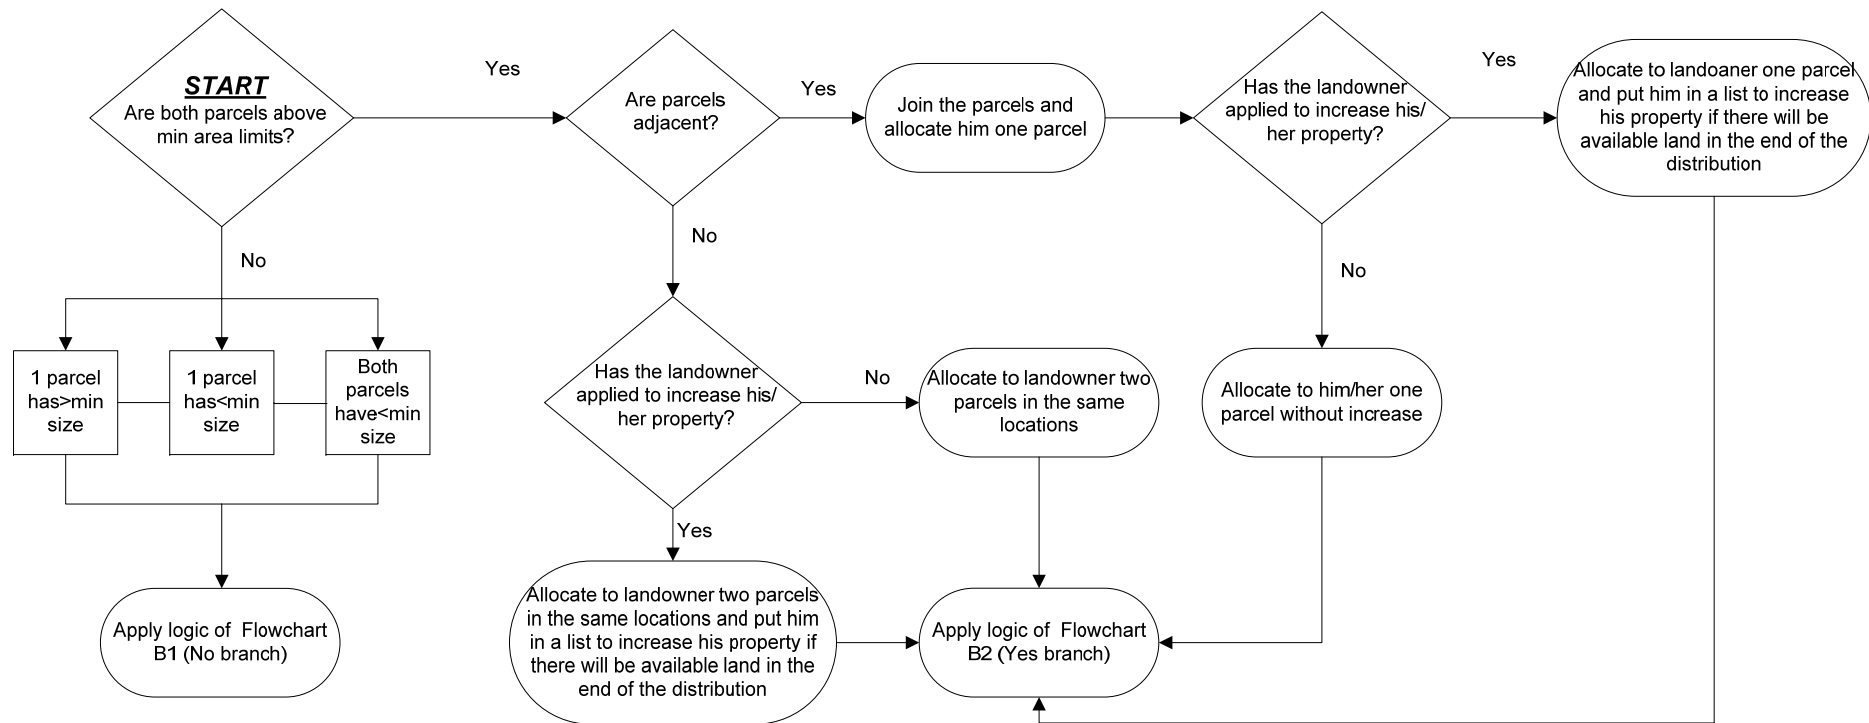 START
Are both parcels above
min area limits?
Yes
Are parcels
adjacent?
Yes
Join the parcels and
allocate him one parcel
Has the landowner
applied to increase his/
her property?
Yes
Allocate to landoaner one parcel
and put him in a list to increase
his property if there will be
available land in the end of the
distribution
No
No
No
1 parcel
has>min
size
1 parcel
has<min
size
Both
parcels
have<min
size
Has the landowner
applied to increase his/
her property?
No
Allocate to landowner two
parcels in the same
locations
Allocate to him/her one
parcel without increase
Yes
Apply logic of Flowchart
B1 (No branch)
Allocate to landowner two parcels
in the same locations and put him
in a list to increase his property if
there will be available land in the
end of the distribution
Apply logic of Flowchart
B2 (Yes branch)